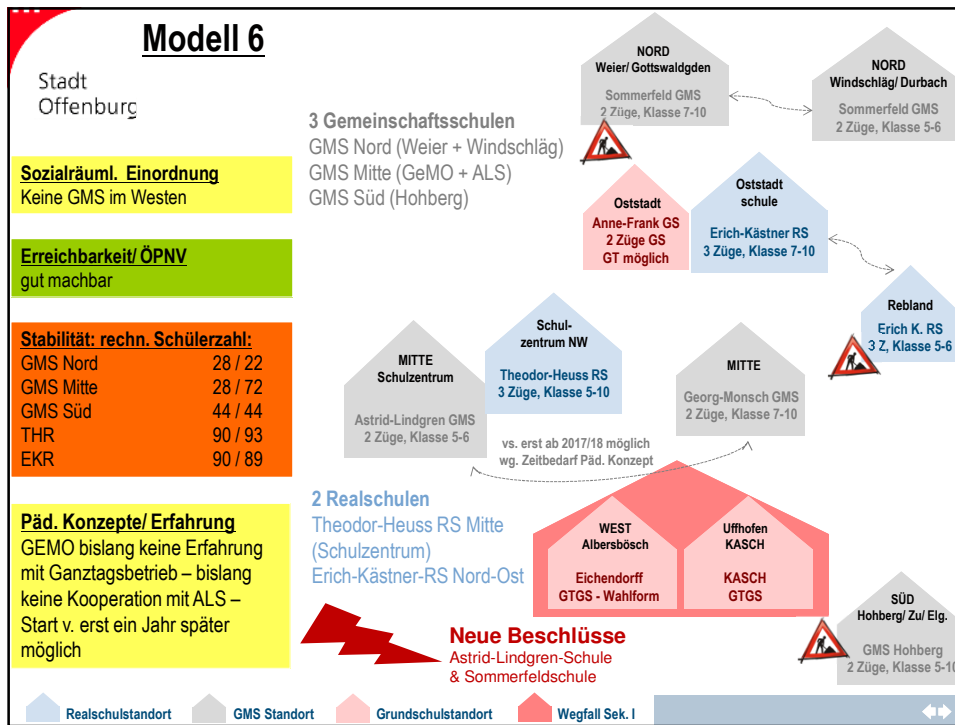 Modell 6
Stadt
Offenburg
Sozialräuml. Einordnung
Keine GMS im Westen
Erreichbarkeit/ ÖPNV
gut machbar
Stabilität: rechn. Schülerzahl:
GMS Nord 28 / 22
GMS Mitte 28 / 72
GMS Süd 44 / 44
THR 90 / 93
EKR 90 / 89
Päd. Konzepte/ Erfahrung
GEMO bislang keine Erfahrung
mit Ganztagsbetrieb – bislang
keine Kooperation mit ALS –
Start v. erst ein Jahr später
möglich
3 Gemeinschaftsschulen
GMS Nord (Weier + Windschläg)
GMS Mitte (GeMO + ALS)
GMS Süd (Hohberg)
NORD
Weier/ Gottswaldgden
Sommerfeld GMS
2 Züge, Klasse 7-10
NORD
Windschläg/ Durbach
Sommerfeld GMS
2 Züge, Klasse 5-6
Oststadt
Anne-Frank GS
2 Züge GS
GT möglich
Oststadt
schule
Erich-Kästner RS
3 Züge, Klasse 7-10
Rebland
Erich K. RS
3 Z, Klasse 5-6
MITTE
Schulzentrum
Astrid-Lindgren GMS
2 Züge, Klasse 5-6
Schul-
zentrum NW
Theodor-Heuss RS
3 Züge, Klasse 5-10
MITTE
Georg-Monsch GMS
2 Züge, Klasse 7-10
vs. erst ab 2017/18 möglich
wg. Zeitbedarf Päd. Konzept
2 Realschulen
Theodor-Heuss RS Mitte
(Schulzentrum)
Erich-Kästner-RS Nord-Ost
WEST
Albersbösch
Eichendorff
GTGS - Wahlform
Uffhofen
KASCH
KASCH
GTGS
SÜD
Hohberg/ Zu/ Elg.
GMS Hohberg
2 Züge, Klasse 5-10
Neue Beschlüsse
Astrid-Lindgren-Schule
& Sommerfeldschule
Realschulstandort
GMS Standort
Grundschulstandort
Wegfall Sek. I